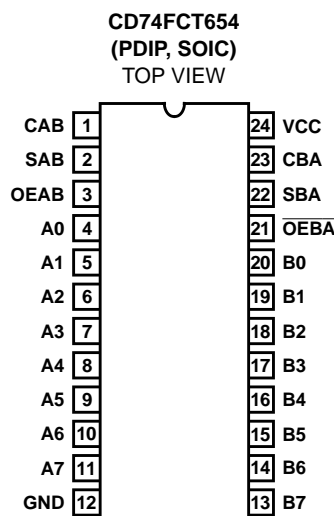 CD74FCT654
(PDIP, SOIC)
TOP VIEW
CAB 1 24 VCC
SAB 2 23 CBA
OEAB 3 22 SBA
A0 4 21 OEBA
A1 5 20 B0
A2 6 19 B1
A3 7 18 B2
A4 8 17 B3
A5 9 16 B4
A6 10 15 B5
A7 11 14 B6
GND 12 13 B7